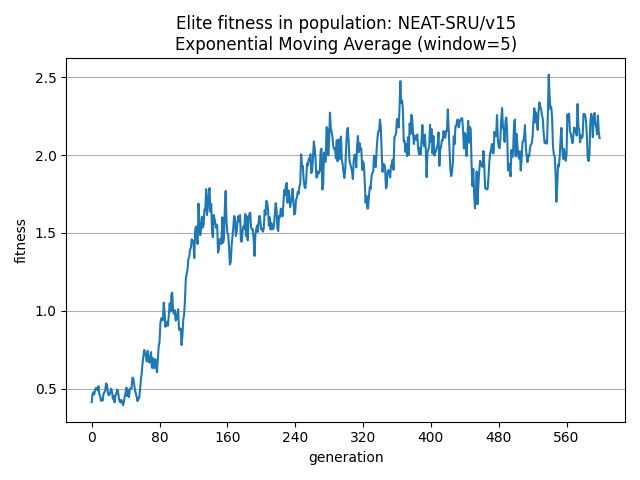 Elite fitness in population: NEAT-SRU/v15
Exponential Moving Average (window=5)
2.5
2.0
1.5
1.0
0.5
fitness
0 80 160 240 320 400 480 560
generation